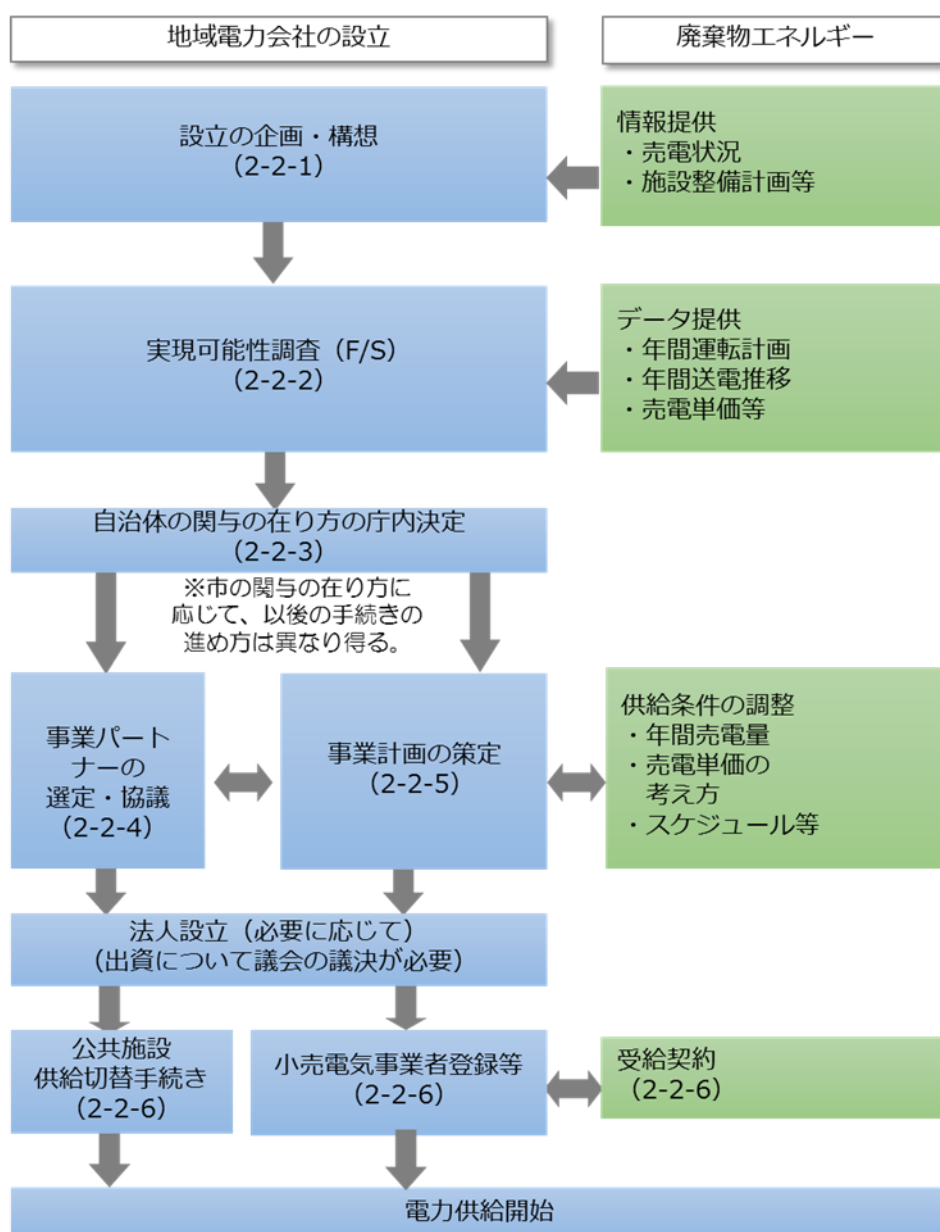 地域電力会社の設立
廃棄物エネルギー
設立の企画・構想
（2-2-1）
情報提供
・売電状況
・施設整備計画等
実現可能性調査（F/S）
（2-2-2）
データ提供
・年間運転計画
・年間送電推移
・売電単価等
自治体の関与の在り方の庁内決定
（2-2-3）
※市の関与の在り方に
応じて、以後の手続きの
進め方は異なり得る。
事業パート
ナーの
選定・協議
（2-2-4）
事業計画の策定
（2-2-5）
供給条件の調整
・年間売電量
・売電単価の
考え方
・スケジュール等
法人設立（必要に応じて）
（出資について議会の議決が必要）
公共施設
供給切替手続き
（2-2-6）
小売電気事業者登録等
（2-2-6）
受給契約
（2-2-6）
電力供給開始